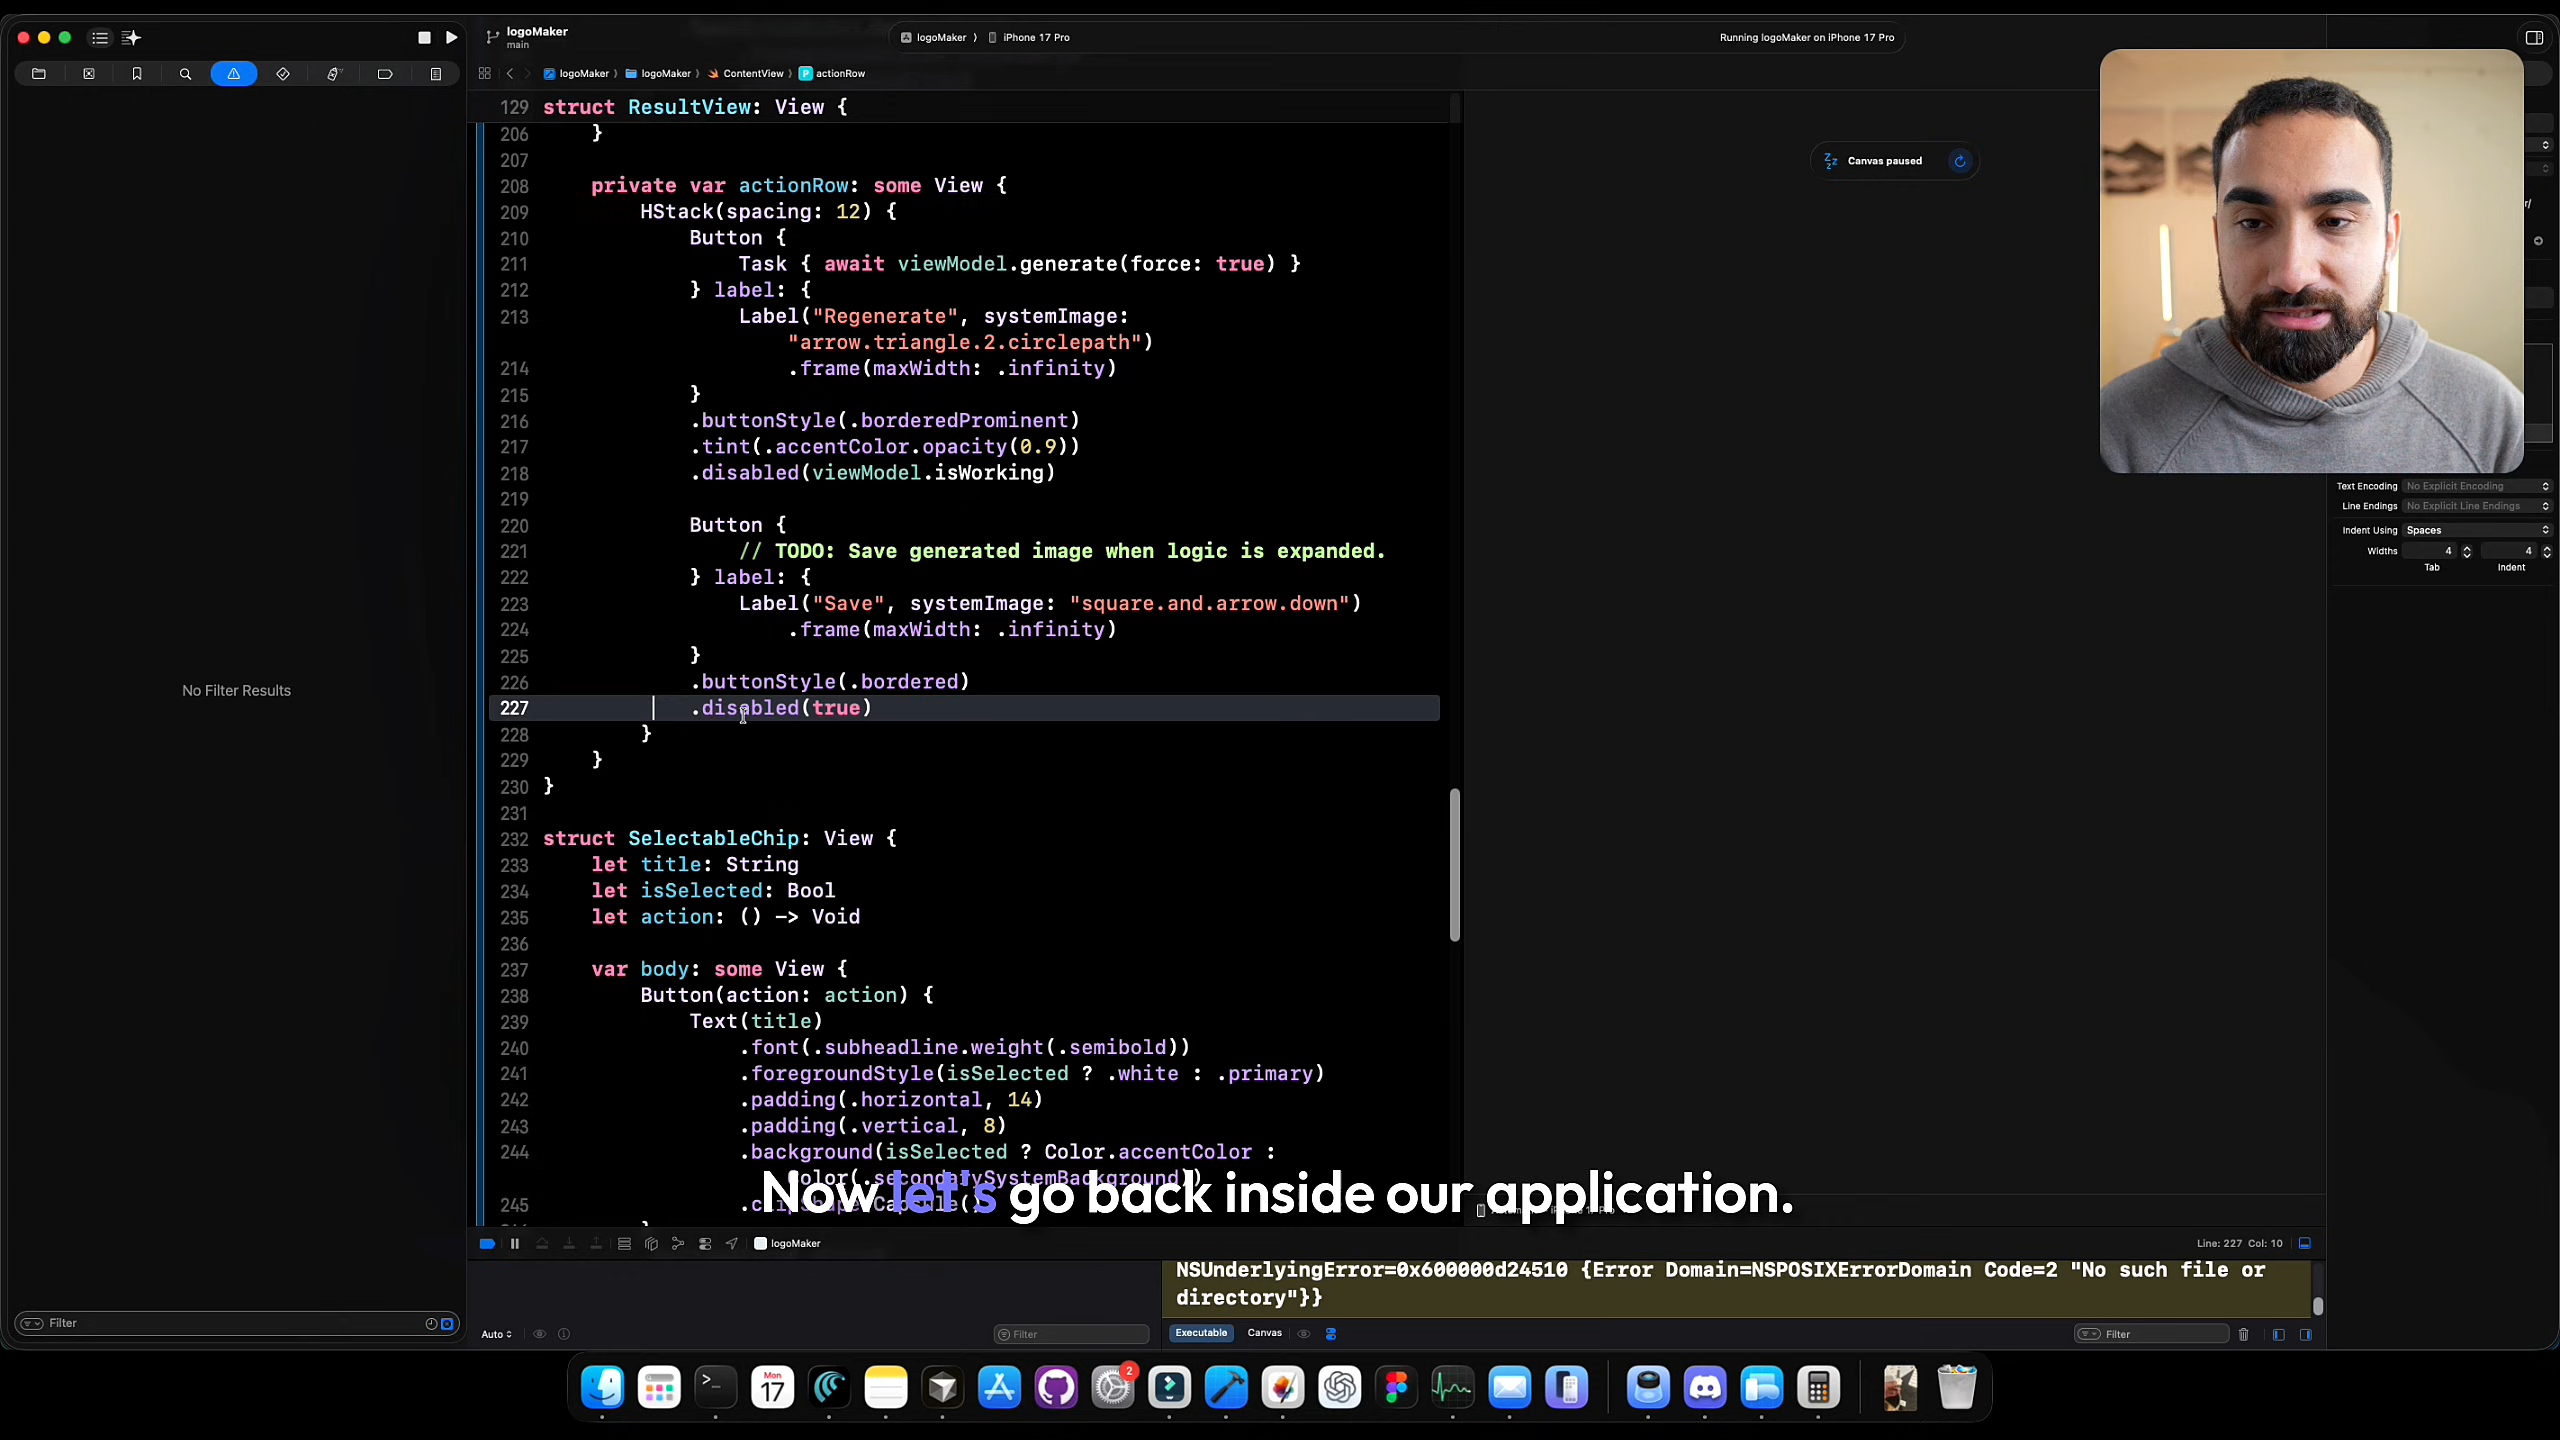 logoMaker
main
logoMaker 〉 iPhone 17 Pro
Running logoMaker on iPhone 17 Pro
logoMaker 〉 logoMaker 〉 ContentView 〉 P actionRow
129 struct ResultView: View {
206 }
207
208 private var actionRow: some View {
209 HStack(spacing: 12) {
210 Button {
211 Task { await viewModel.generate(force: true) }
212 } label: {
213 Label("Regenerate", systemImage:
"arrow.triangle.2.circlepath")
214 .frame(maxWidth: .infinity)
215 }
216 .buttonStyle(.borderedProminent)
217 .tint(.accentColor.opacity(0.9))
218 .disabled(viewModel.isWorking)
219
220 Button {
221 // TODO: Save generated image when logic is expanded.
222 } label: {
223 Label("Save", systemImage: "square.and.arrow.down")
224 .frame(maxWidth: .infinity)
225 }
226 .buttonStyle(.bordered)
227 .disabled(true)
228 }
229 }
230 }
231
232 struct SelectableChip: View {
233 let title: String
234 let isSelected: Bool
235 let action: () -> Void
236
237 var body: some View {
238 Button(action: action) {
239 Text(title)
240 .font(.subheadline.weight(.semibold))
241 .foregroundStyle(isSelected ? .white : .primary)
242 .padding(.horizontal, 14)
243 .padding(.vertical, 8)
244 .background(isSelected ? Color.accentColor :
Color(.secondarySystemBackground))
245
Now let's go back inside our application.
No Filter Results
Filter
Canvas paused
Text Encoding No Explicit Encoding
Line Endings No Explicit Line Endings
Indent Using Spaces
Widths 4 4
Tab Indent
logoMaker
Line: 227 Col: 10
NSUnderlyingError=0x600000d24510 {Error Domain=NSPOSIXErrorDomain Code=2 "No such file or
directory"}}
Auto
Filter
Executable Canvas
Filter
Mon
17
2